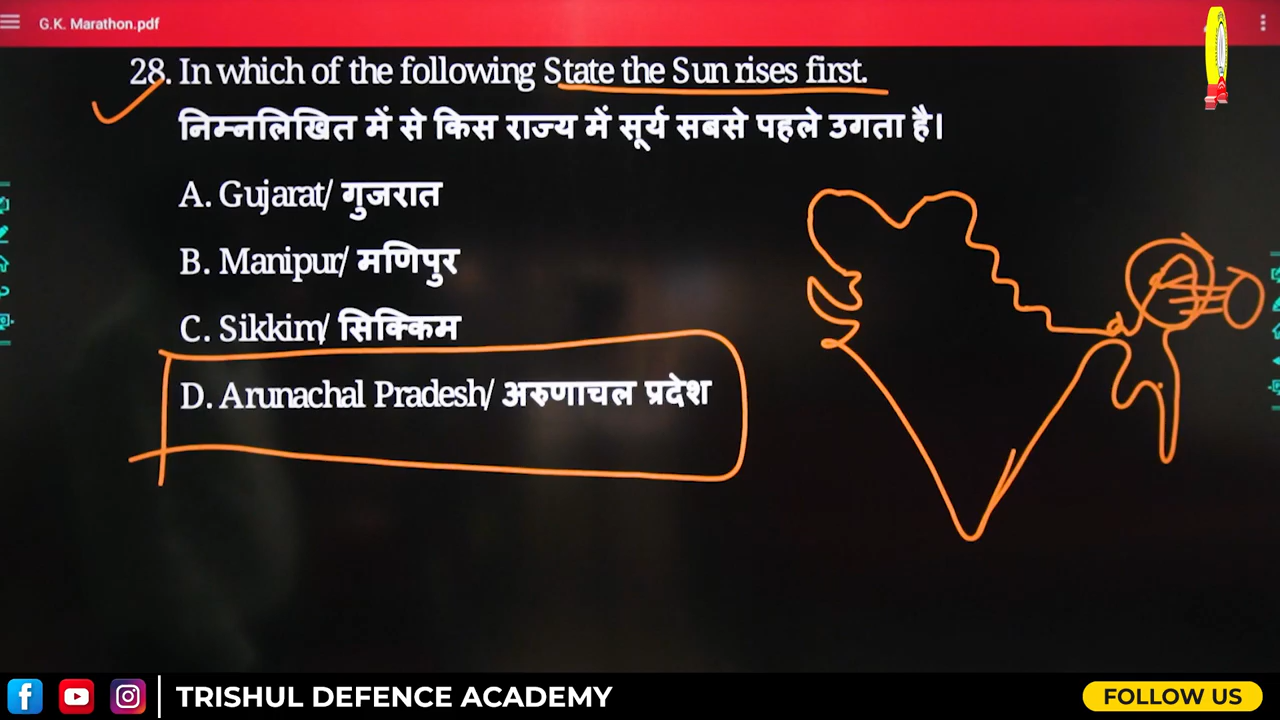 G.K. Marathon.pdf
28. In which of the following State the Sun rises first.
निम्नलिखित में से किस राज्य में सूर्य सबसे पहले उगता है।
A. Gujarat/ गुजरात
B. Manipur/ मणिपुर
C. Sikkim/ सिक्किम
D. Arunachal Pradesh/ अरुणाचल प्रदेश
TRISHUL DEFENCE ACADEMY
FOLLOW US